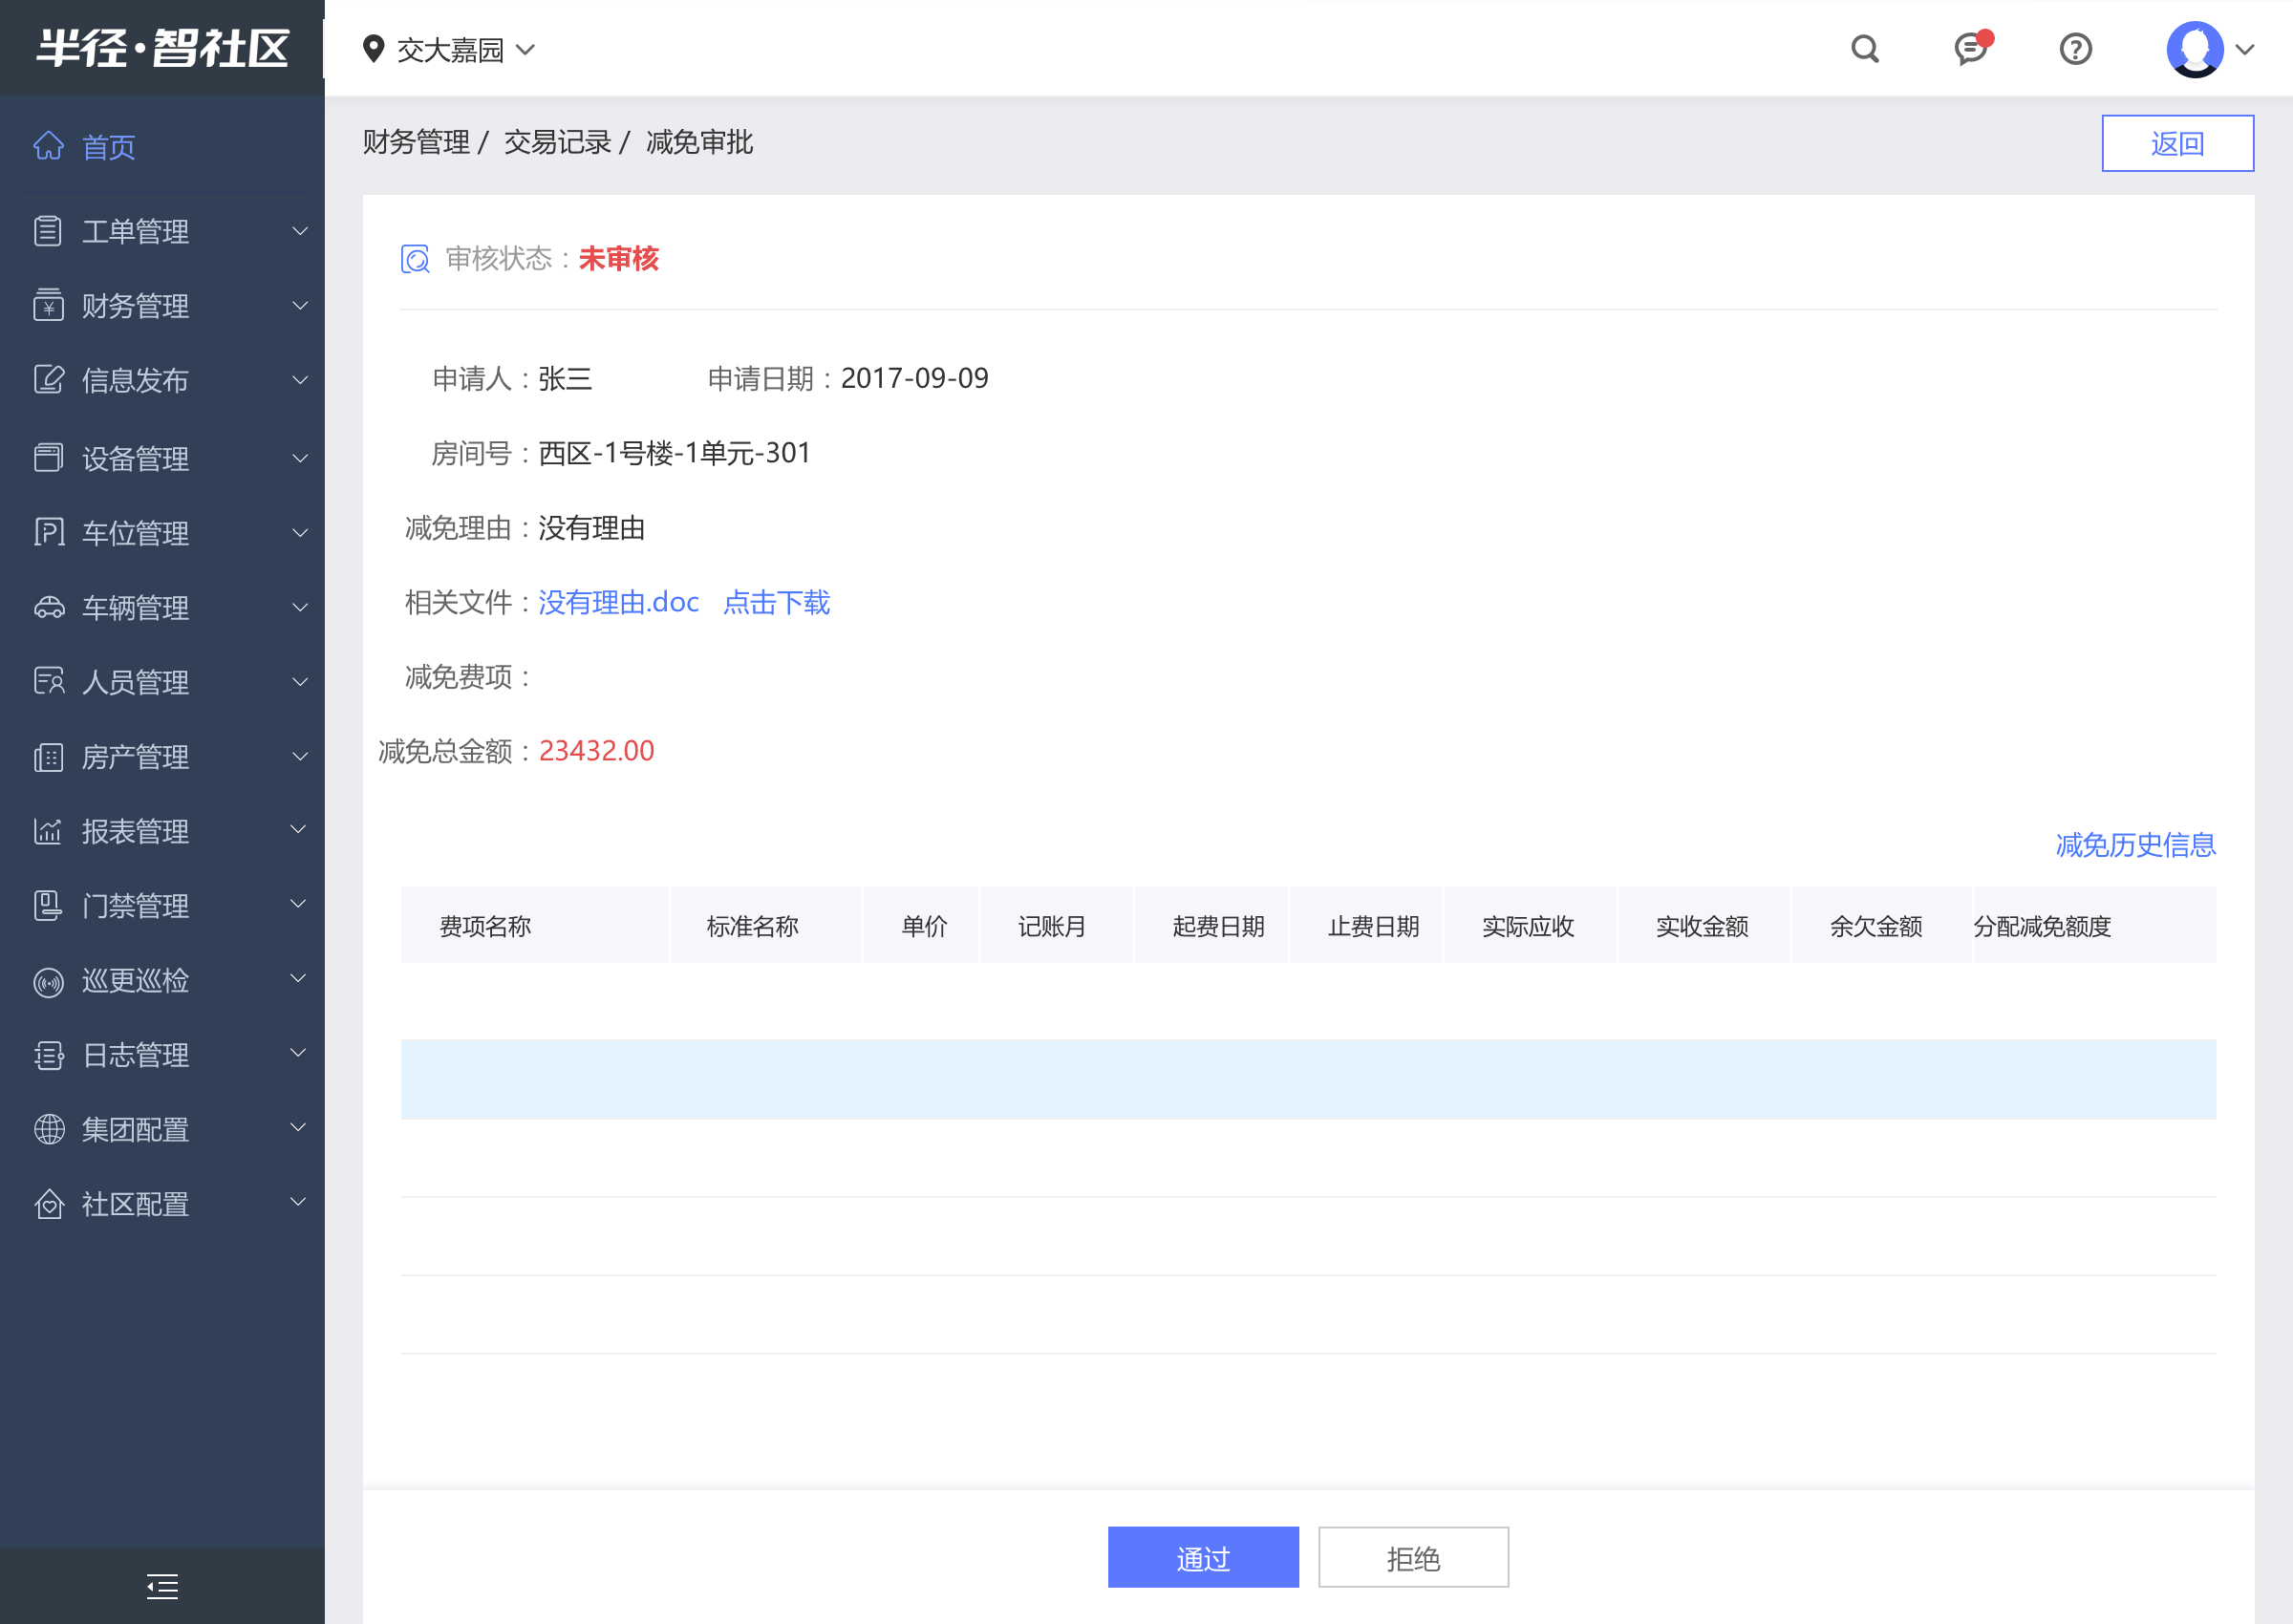 半径·智社区
交大嘉园
首页
工单管理
财务管理
信息发布
设备管理
车位管理
车辆管理
人员管理
房产管理
报表管理
门禁管理
巡更巡检
日志管理
集团配置
社区配置
财务管理 / 交易记录 / 减免审批
返回
审核状态：未审核
申请人：张三 申请日期：2017-09-09
房间号：西区-1号楼-1单元-301
减免理由：没有理由
相关文件：没有理由.doc 点击下载
减免费项：
减免总金额：23432.00
减免历史信息
费项名称 标准名称 单价 记账月 起费日期 止费日期 实际应收 实收金额 余欠金额 分配减免额度
通过 拒绝